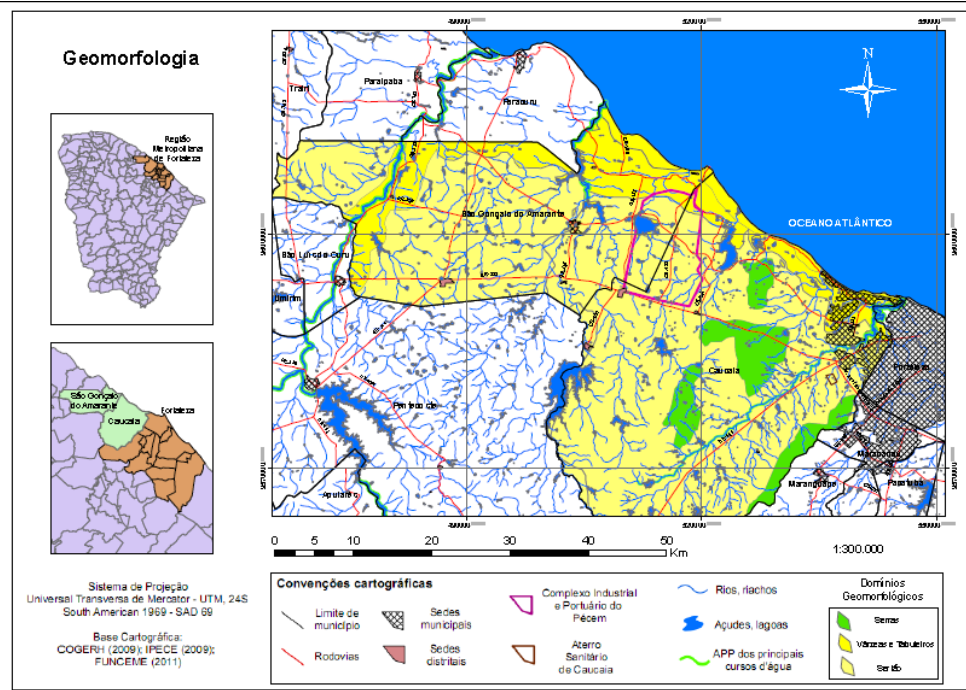 Geomorfologia
Região
Metropolitana
de Fortaleza
São Gonçalo
do Amarante
Fortaleza
Caucaia
Sistema de Projeção
Universal Transversa de Mercator - UTM, 24S
South American 1969 - SAD 69
Base Cartográfica:
COGERH (2009); IPECE (2009);
FUNCEME (2011)
N
Trairi
Paraipaba
Paracuru
São Gonçalo do Amarante
São Luís do Curu
Umirim
OCEANO ATLÂNTICO
Caucaia
Fortaleza
Pentecoste
Apuiarés
Maranguape
Maracanaú
Pacatuba
0 5 10 20 30 40 50
Km
1:300.000
Convenções cartográficas
Limite de
município
Rodovias
Sedes
municipais
Sedes
distritais
Complexo Industrial
e Portuário do
Pécem
Aterro
Sanitário
de Caucaia
Rios, riachos
Açudes, lagoas
APP dos principais
cursos d'água
Domínios
Geomorfológicos
Serras
Várzeas e Tabuleiros
Sertão